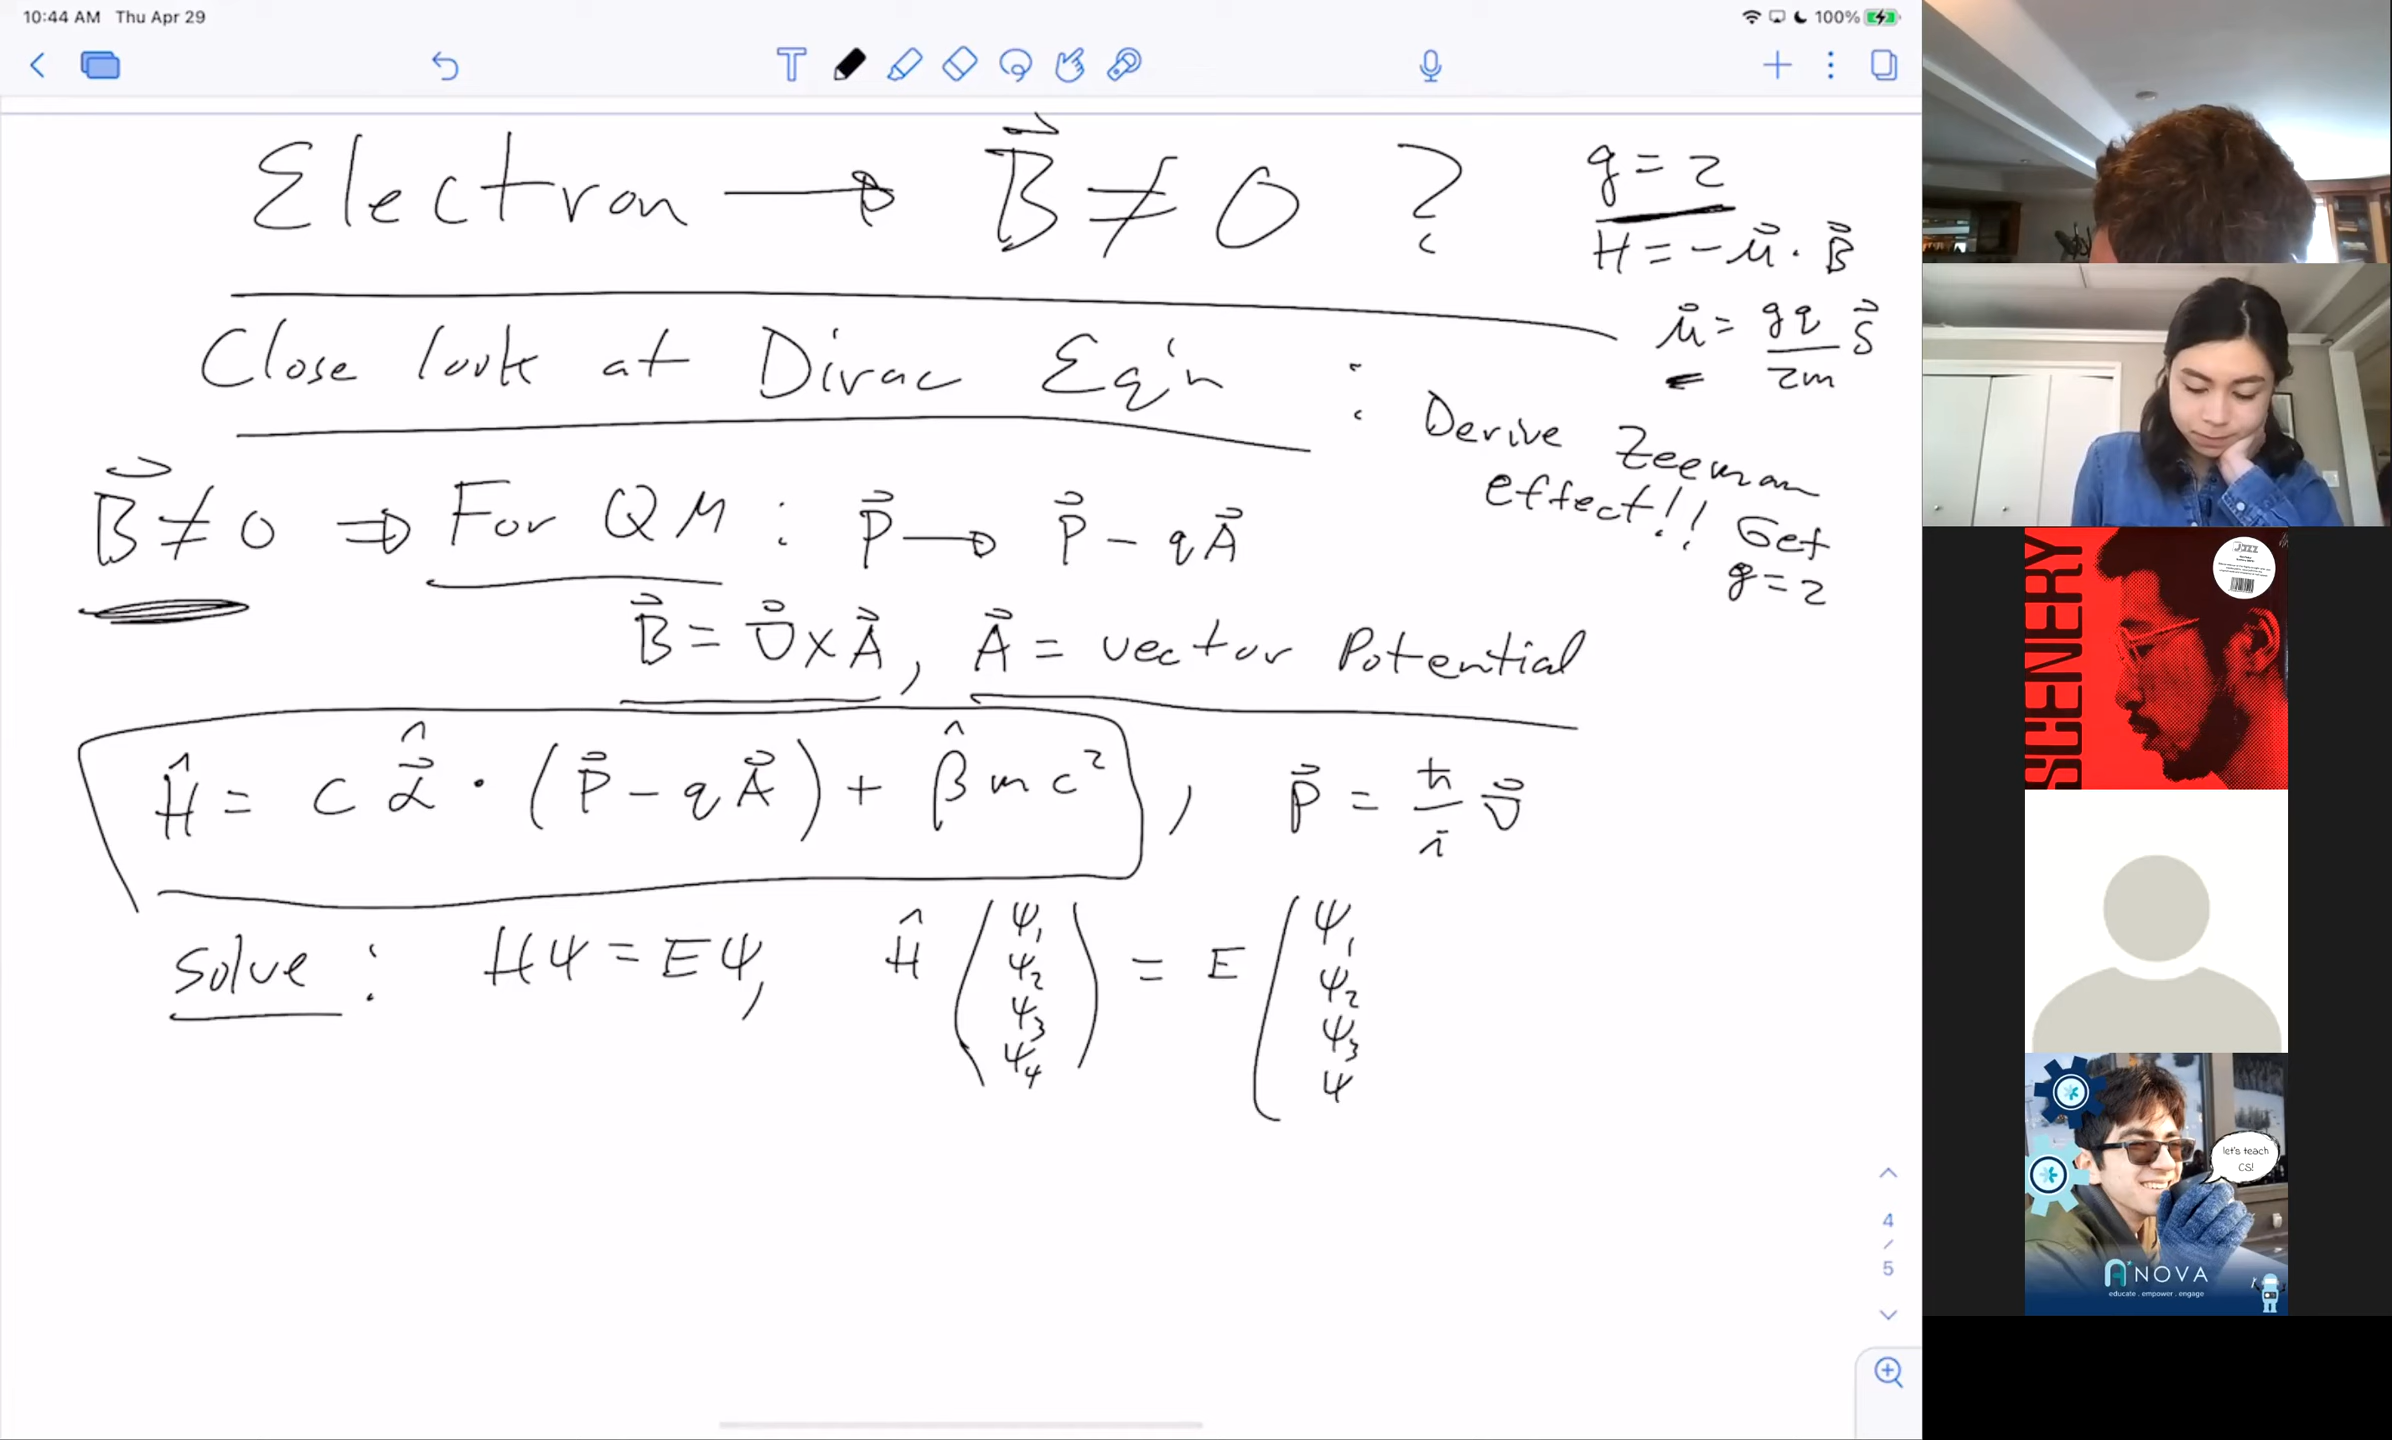 10:44 AM Thu Apr 29
100%
Electron → B⃗ ≠ 0 ?
g = 2
H = - μ⃗ · B⃗
μ⃗ = gq/2m S⃗
Close look at Dirac Eq'n :
Derive Zeeman
effect!! Get
g = 2
B⃗ ≠ 0 ⇒ For QM : P⃗ → P⃗ - qA⃗
B⃗ = ∇⃗ x A⃗ , A⃗ = vector Potential
Ĥ = c α̂⃗ · (P⃗ - qA⃗) + β̂ mc² , P⃗ = ħ/i ∇⃗
Solve : Hψ = Eψ, Ĥ (ψ₁ ψ₂ ψ₃ ψ₄) = E (ψ₁ ψ₂ ψ₃ ψ
4
/
5
SCENERY
let's teach
CS!
NOVA
educate . empower . engage